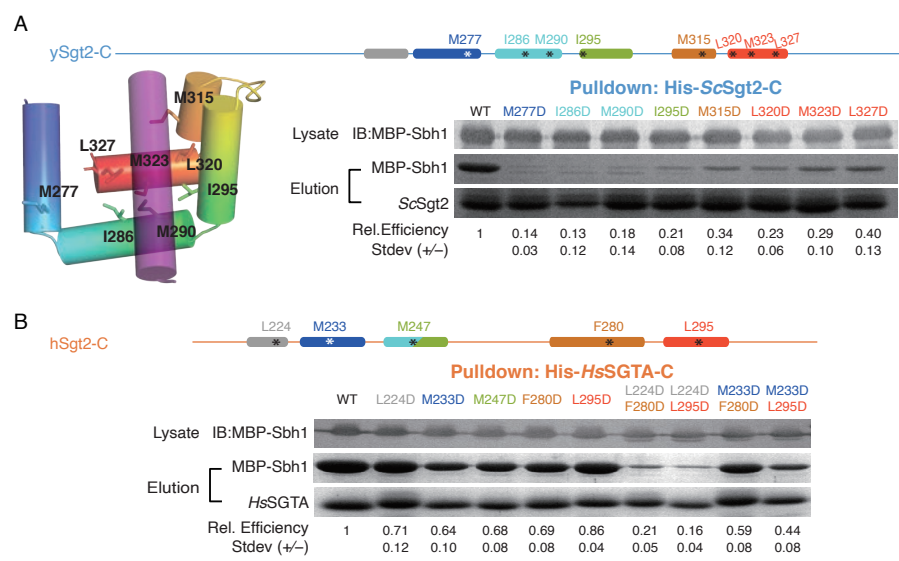 A
ySgt2-C
M277 I286 M290 I295 M315 L320 M323 L327
* * * * * * * *
M315
L327 M323 L320
M277 I295
I286 M290
Pulldown: His-ScSgt2-C
WT M277D I286D M290D I295D M315D L320D M323D L327D
Lysate IB:MBP-Sbh1
Elution MBP-Sbh1
ScSgt2
Rel.Efficiency 1 0.14 0.13 0.18 0.21 0.34 0.23 0.29 0.40
Stdev (+/–) 0.03 0.12 0.14 0.08 0.12 0.06 0.10 0.13
B
hSgt2-C
L224 M233 M247 F280 L295
* * * * *
Pulldown: His-HsSGTA-C
L224D L224D M233D M233D
WT L224D M233D M247D F280D L295D F280D L295D F280D L295D
Lysate IB:MBP-Sbh1
Elution MBP-Sbh1
HsSGTA
Rel. Efficiency 1 0.71 0.64 0.68 0.69 0.86 0.21 0.16 0.59 0.44
Stdev (+/–) 0.12 0.10 0.08 0.08 0.04 0.05 0.04 0.08 0.08